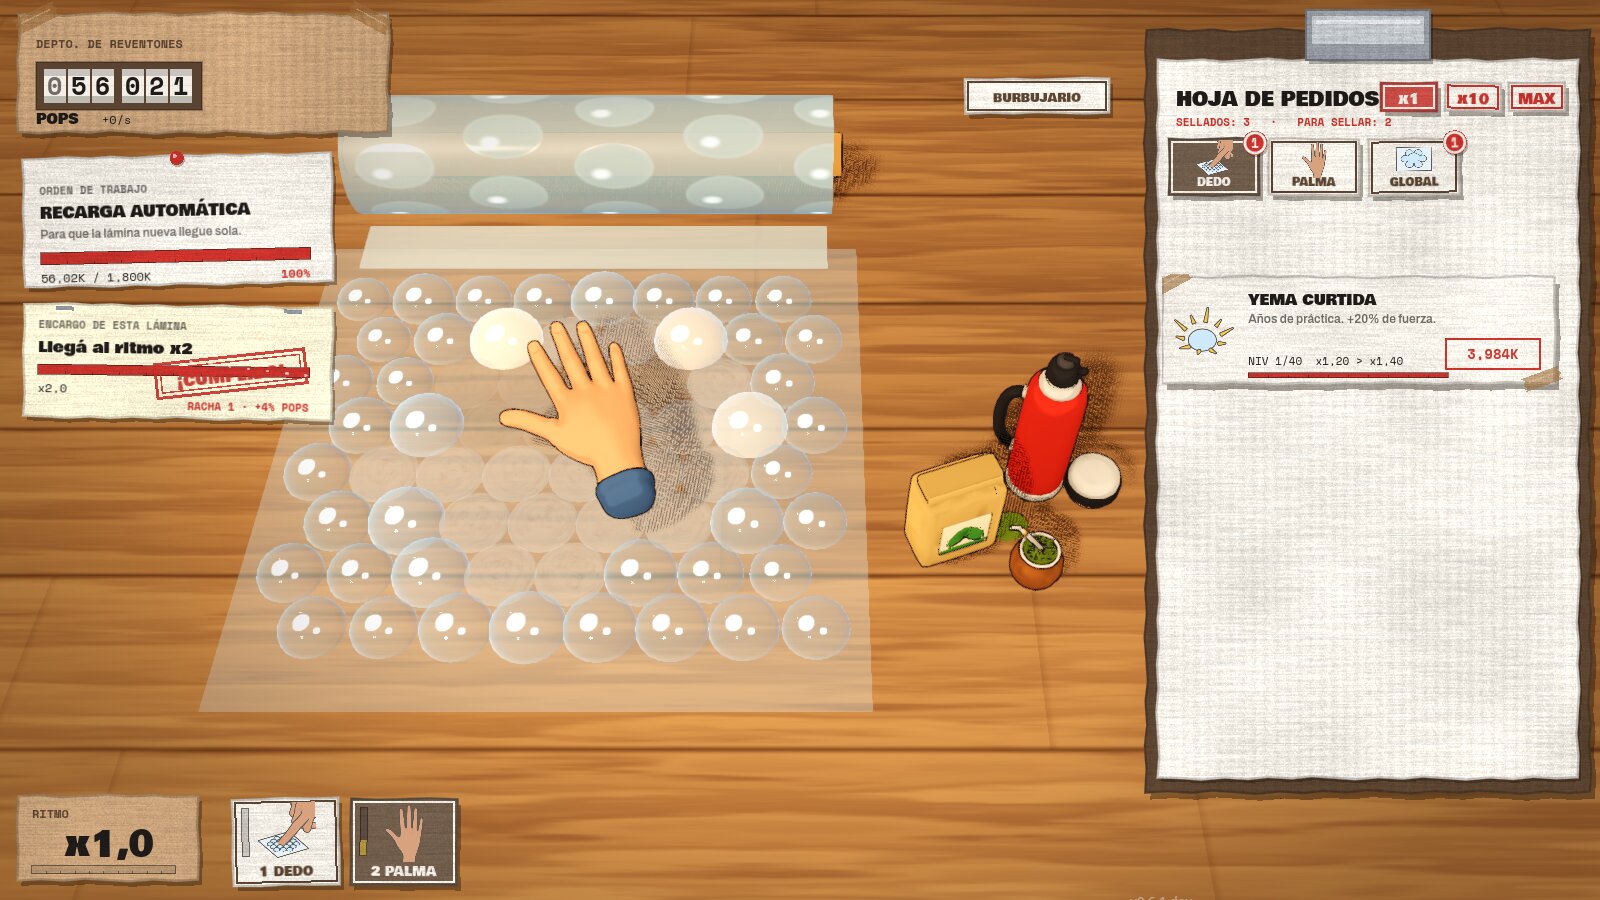 DEPTO. DE REVENTONES
056 021
POPS +0/s
ORDEN DE TRABAJO
RECARGA AUTOMÁTICA
Para que la lámina nueva llegue sola.
56,02K / 1,800K 100%
ENCARGO DE ESTA LÁMINA
Llegá al ritmo x2
x2,0
RACHA 1 · +4% POPS
BURBUJARIO
HOJA DE PEDIDOS x1 x10 MAX
SELLADOS: 3 · PARA SELLAR: 2
DEDO 1
PALMA
GLOBAL 1
YEMA CURTIDA
Años de práctica. +20% de fuerza.
NIV 1/40 x1,20 > x1,40
3,984K
RITMO
x1,0
1 DEDO
2 PALMA